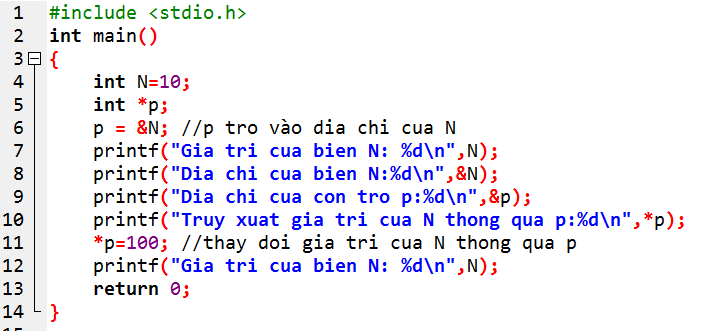 1 #include <stdio.h>
2 int main()
3 {
4 int N=10;
5 int *p;
6 p = &N; //p tro vào dia chi cua N
7 printf("Gia tri cua bien N: %d\n",N);
8 printf("Dia chi cua bien N:%d\n",&N);
9 printf("Dia chi cua con tro p:%d\n",&p);
10 printf("Truy xuat gia tri cua N thong qua p:%d\n",*p);
11 *p=100; //thay doi gia tri cua N thong qua p
12 printf("Gia tri cua bien N: %d\n",N);
13 return 0;
14 }